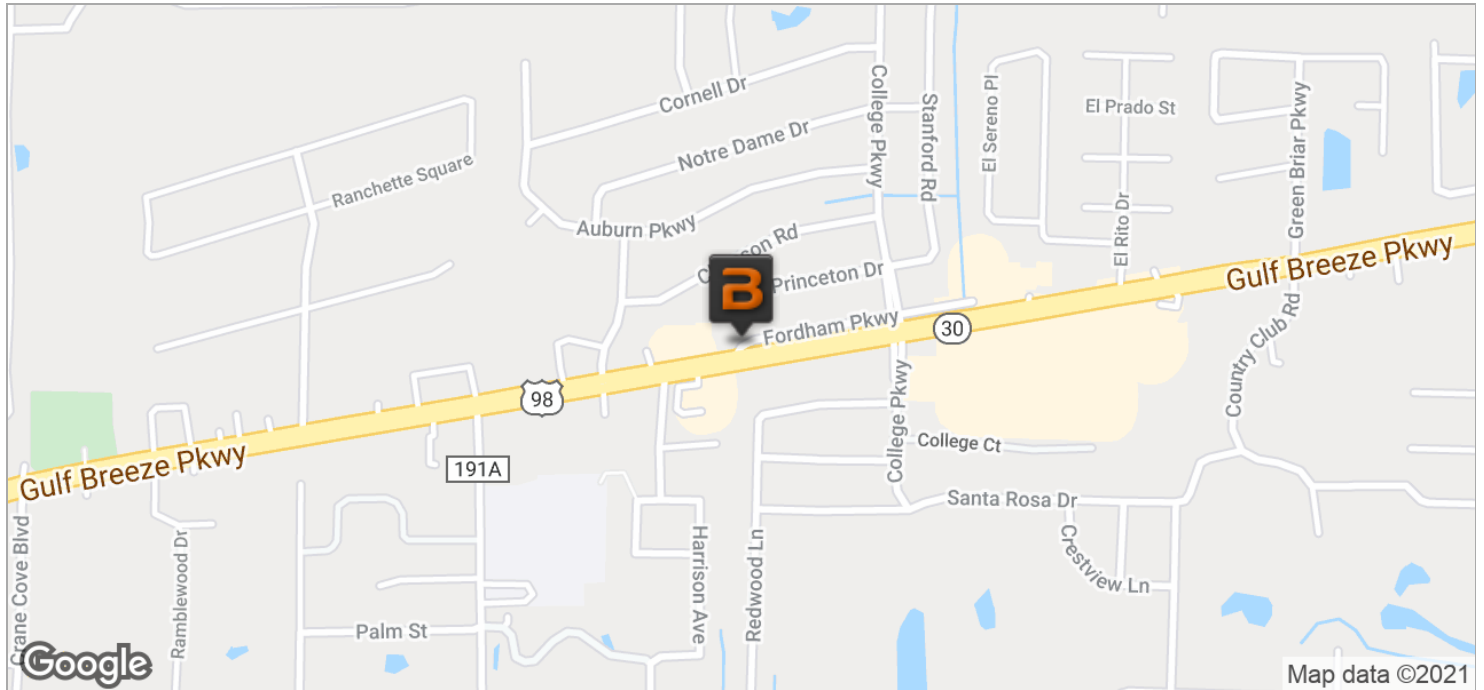 Cornell Dr
College Pkwy
Stanford Rd
El Sereno Pl
El Prado St
Green Briar Pkwy
Notre Dame Dr
Ranchette Square
Auburn Pkwy
El Rito Dr
Princeton Dr
Gulf Breeze Pkwy
B
Fordham Pkwy
30
Country Club Rd
98
College Pkwy
College Ct
Gulf Breeze Pkwy
191A
Santa Rosa Dr
Crane Cove Blvd
Ramblewood Dr
Harrison Ave
Redwood Ln
Crestview Ln
Palm St
Google
Map data ©2021